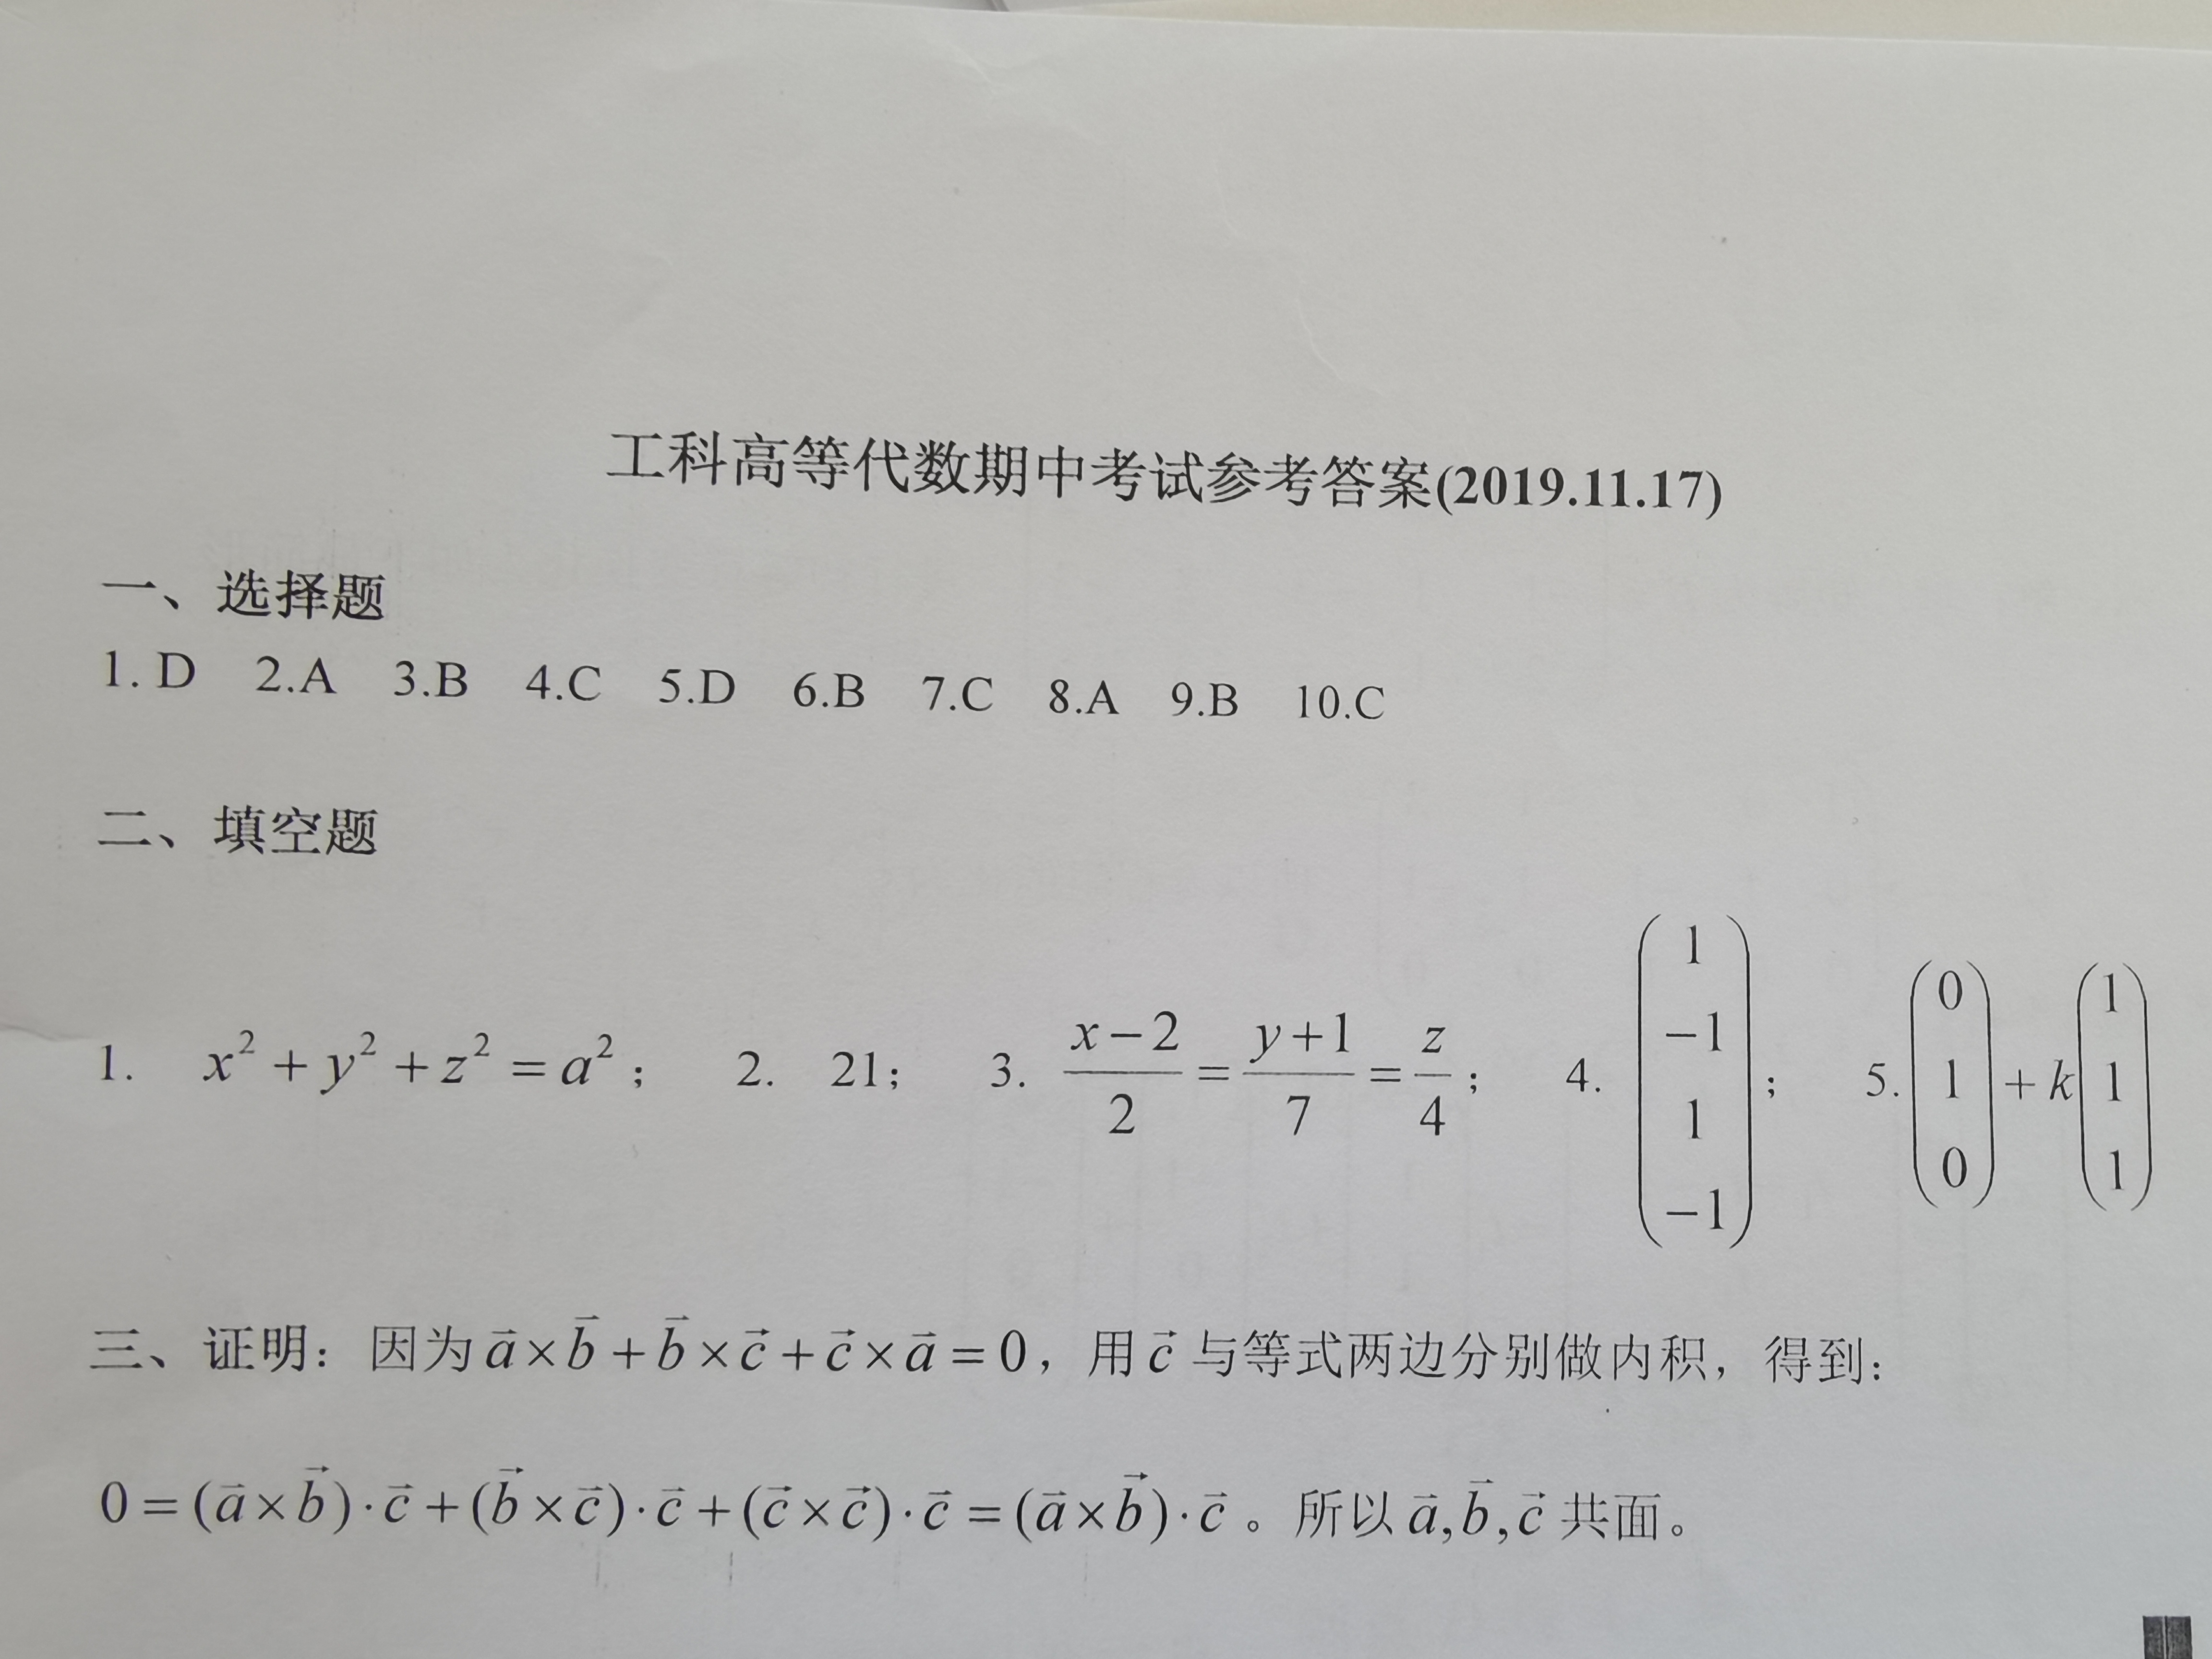 工科高等代数期中考试参考答案(2019.11.17)
一、选择题
1. D 2.A 3.B 4.C 5.D 6.B 7.C 8.A 9.B 10.C
二、填空题
1. $x^2+y^2+z^2=a^2$； 2. 21； 3. $\frac{x-2}{2}=\frac{y+1}{7}=\frac{z}{4}$； 4. $\begin{pmatrix}1\\-1\\1\\-1\end{pmatrix}$； 5. $\begin{pmatrix}0\\1\\0\end{pmatrix}+k\begin{pmatrix}1\\1\\1\end{pmatrix}$
三、证明：因为 $\vec{a}\times\vec{b}+\vec{b}\times\vec{c}+\vec{c}\times\vec{a}=0$，用 $\vec{c}$ 与等式两边分别做内积，得到：
$0=(\vec{a}\times\vec{b})\cdot\vec{c}+(\vec{b}\times\vec{c})\cdot\vec{c}+(\vec{c}\times\vec{c})\cdot\vec{c}=(\vec{a}\times\vec{b})\cdot\vec{c}$。所以 $\vec{a},\vec{b},\vec{c}$ 共面。